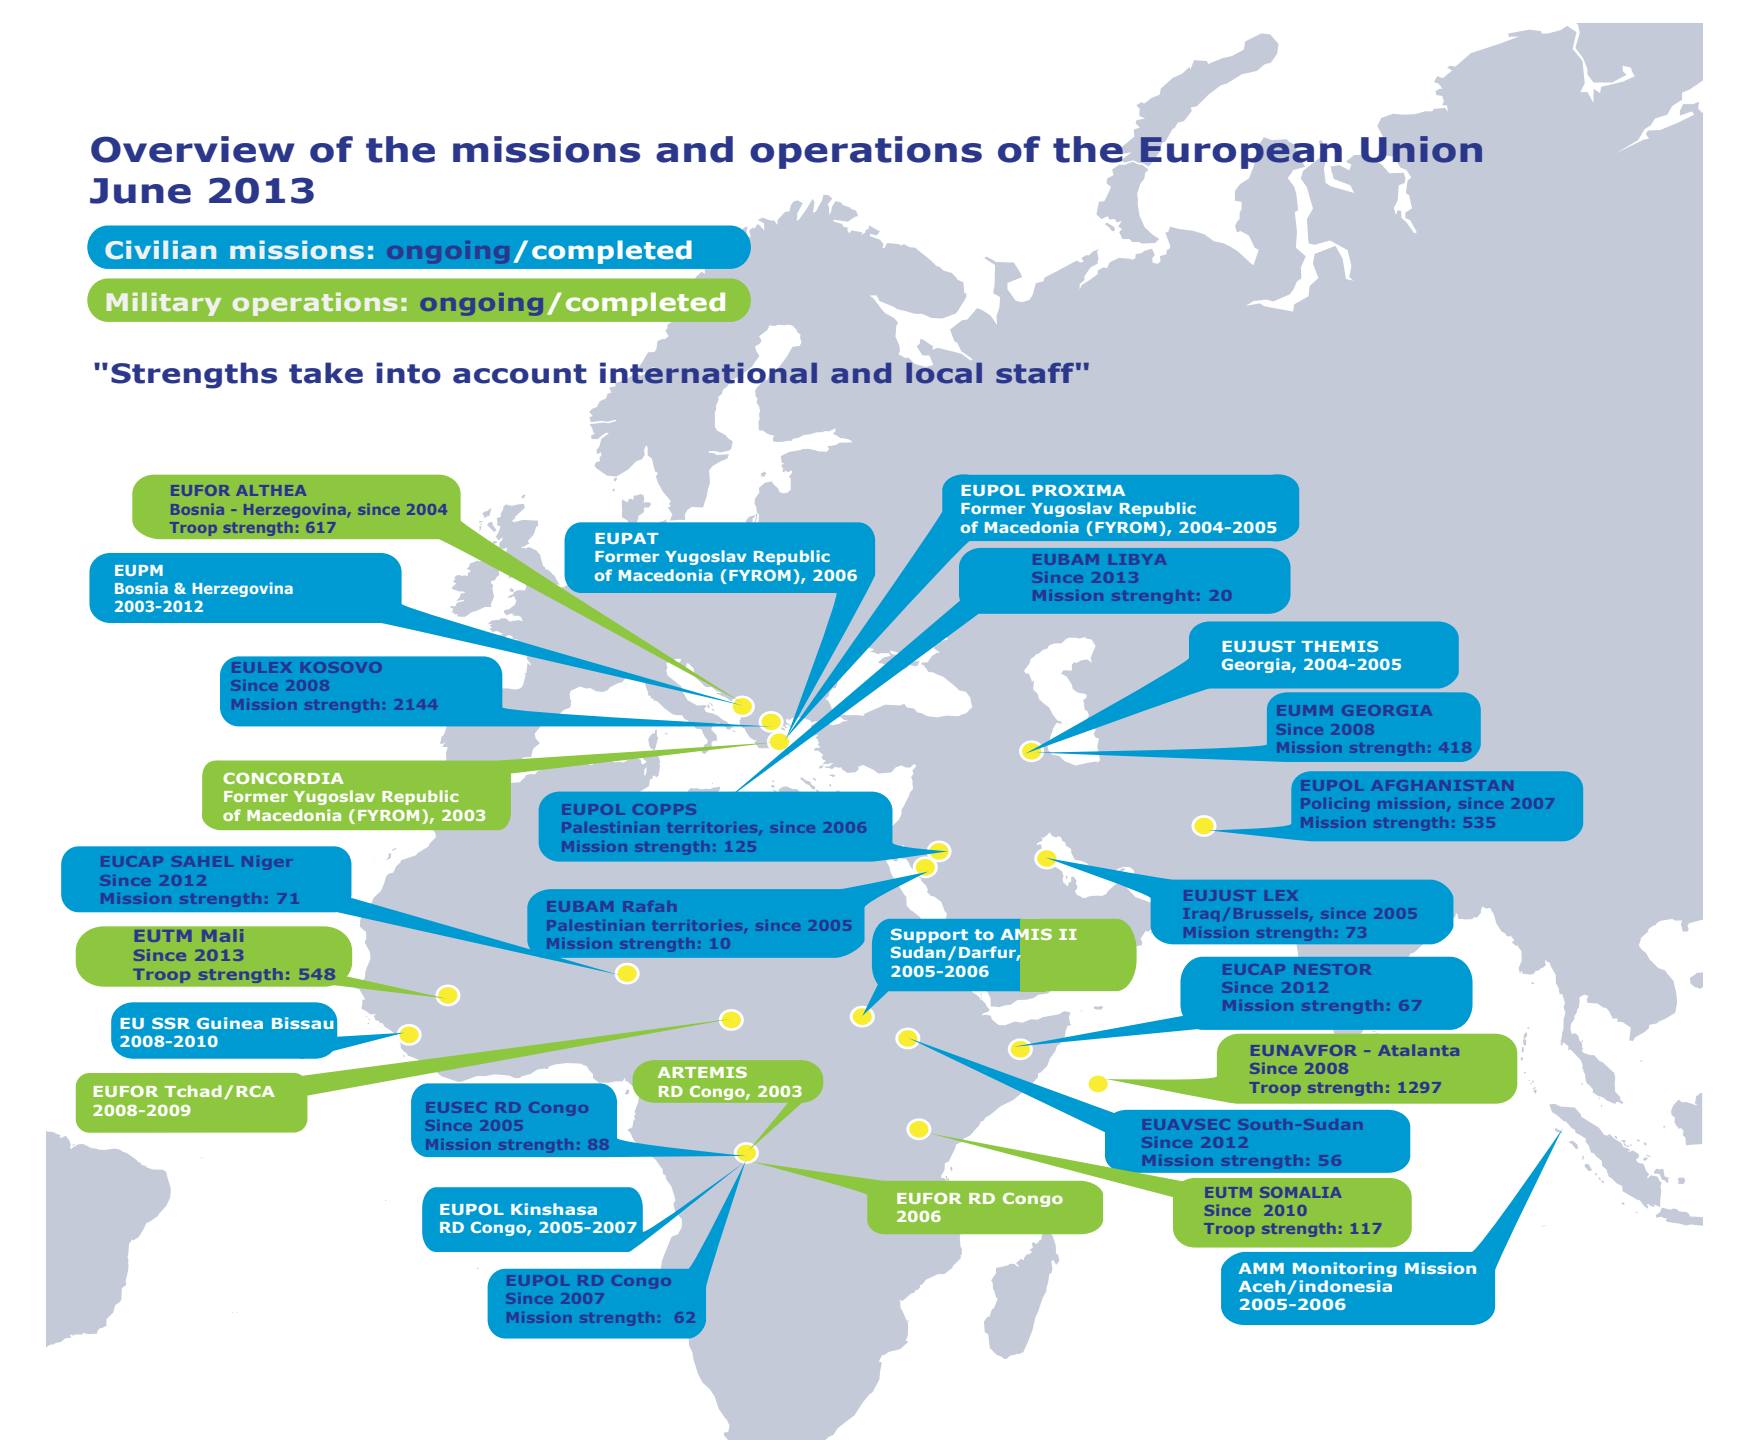 Overview of the missions and operations of the European Union
June 2013
Civilian missions: ongoing/completed
Military operations: ongoing/completed
"Strengths take into account international and local staff"
EUFOR ALTHEA
Bosnia - Herzegovina, since 2004
Troop strength: 617
EUPOL PROXIMA
Former Yugoslav Republic
of Macedonia (FYROM), 2004-2005
EUPAT
Former Yugoslav Republic
of Macedonia (FYROM), 2006
EUPM
Bosnia & Herzegovina
2003-2012
EUBAM LIBYA
Since 2013
Mission strenght: 20
EUJUST THEMIS
Georgia, 2004-2005
EULEX KOSOVO
Since 2008
Mission strength: 2144
EUMM GEORGIA
Since 2008
Mission strength: 418
CONCORDIA
Former Yugoslav Republic
of Macedonia (FYROM), 2003
EUPOL AFGHANISTAN
Policing mission, since 2007
Mission strength: 535
EUPOL COPPS
Palestinian territories, since 2006
Mission strength: 125
EUCAP SAHEL Niger
Since 2012
Mission strength: 71
EUBAM Rafah
Palestinian territories, since 2005
Mission strength: 10
EUJUST LEX
Iraq/Brussels, since 2005
Mission strength: 73
EUTM Mali
Since 2013
Troop strength: 548
Support to AMIS II
Sudan/Darfur,
2005-2006
EUCAP NESTOR
Since 2012
Mission strength: 67
EU SSR Guinea Bissau
2008-2010
EUNAVFOR - Atalanta
Since 2008
Troop strength: 1297
EUFOR Tchad/RCA
2008-2009
ARTEMIS
RD Congo, 2003
EUSEC RD Congo
Since 2005
Mission strength: 88
EUAVSEC South-Sudan
Since 2012
Mission strength: 56
EUPOL Kinshasa
RD Congo, 2005-2007
EUFOR RD Congo
2006
EUTM SOMALIA
Since 2010
Troop strength: 117
EUPOL RD Congo
Since 2007
Mission strength: 62
AMM Monitoring Mission
Aceh/indonesia
2005-2006